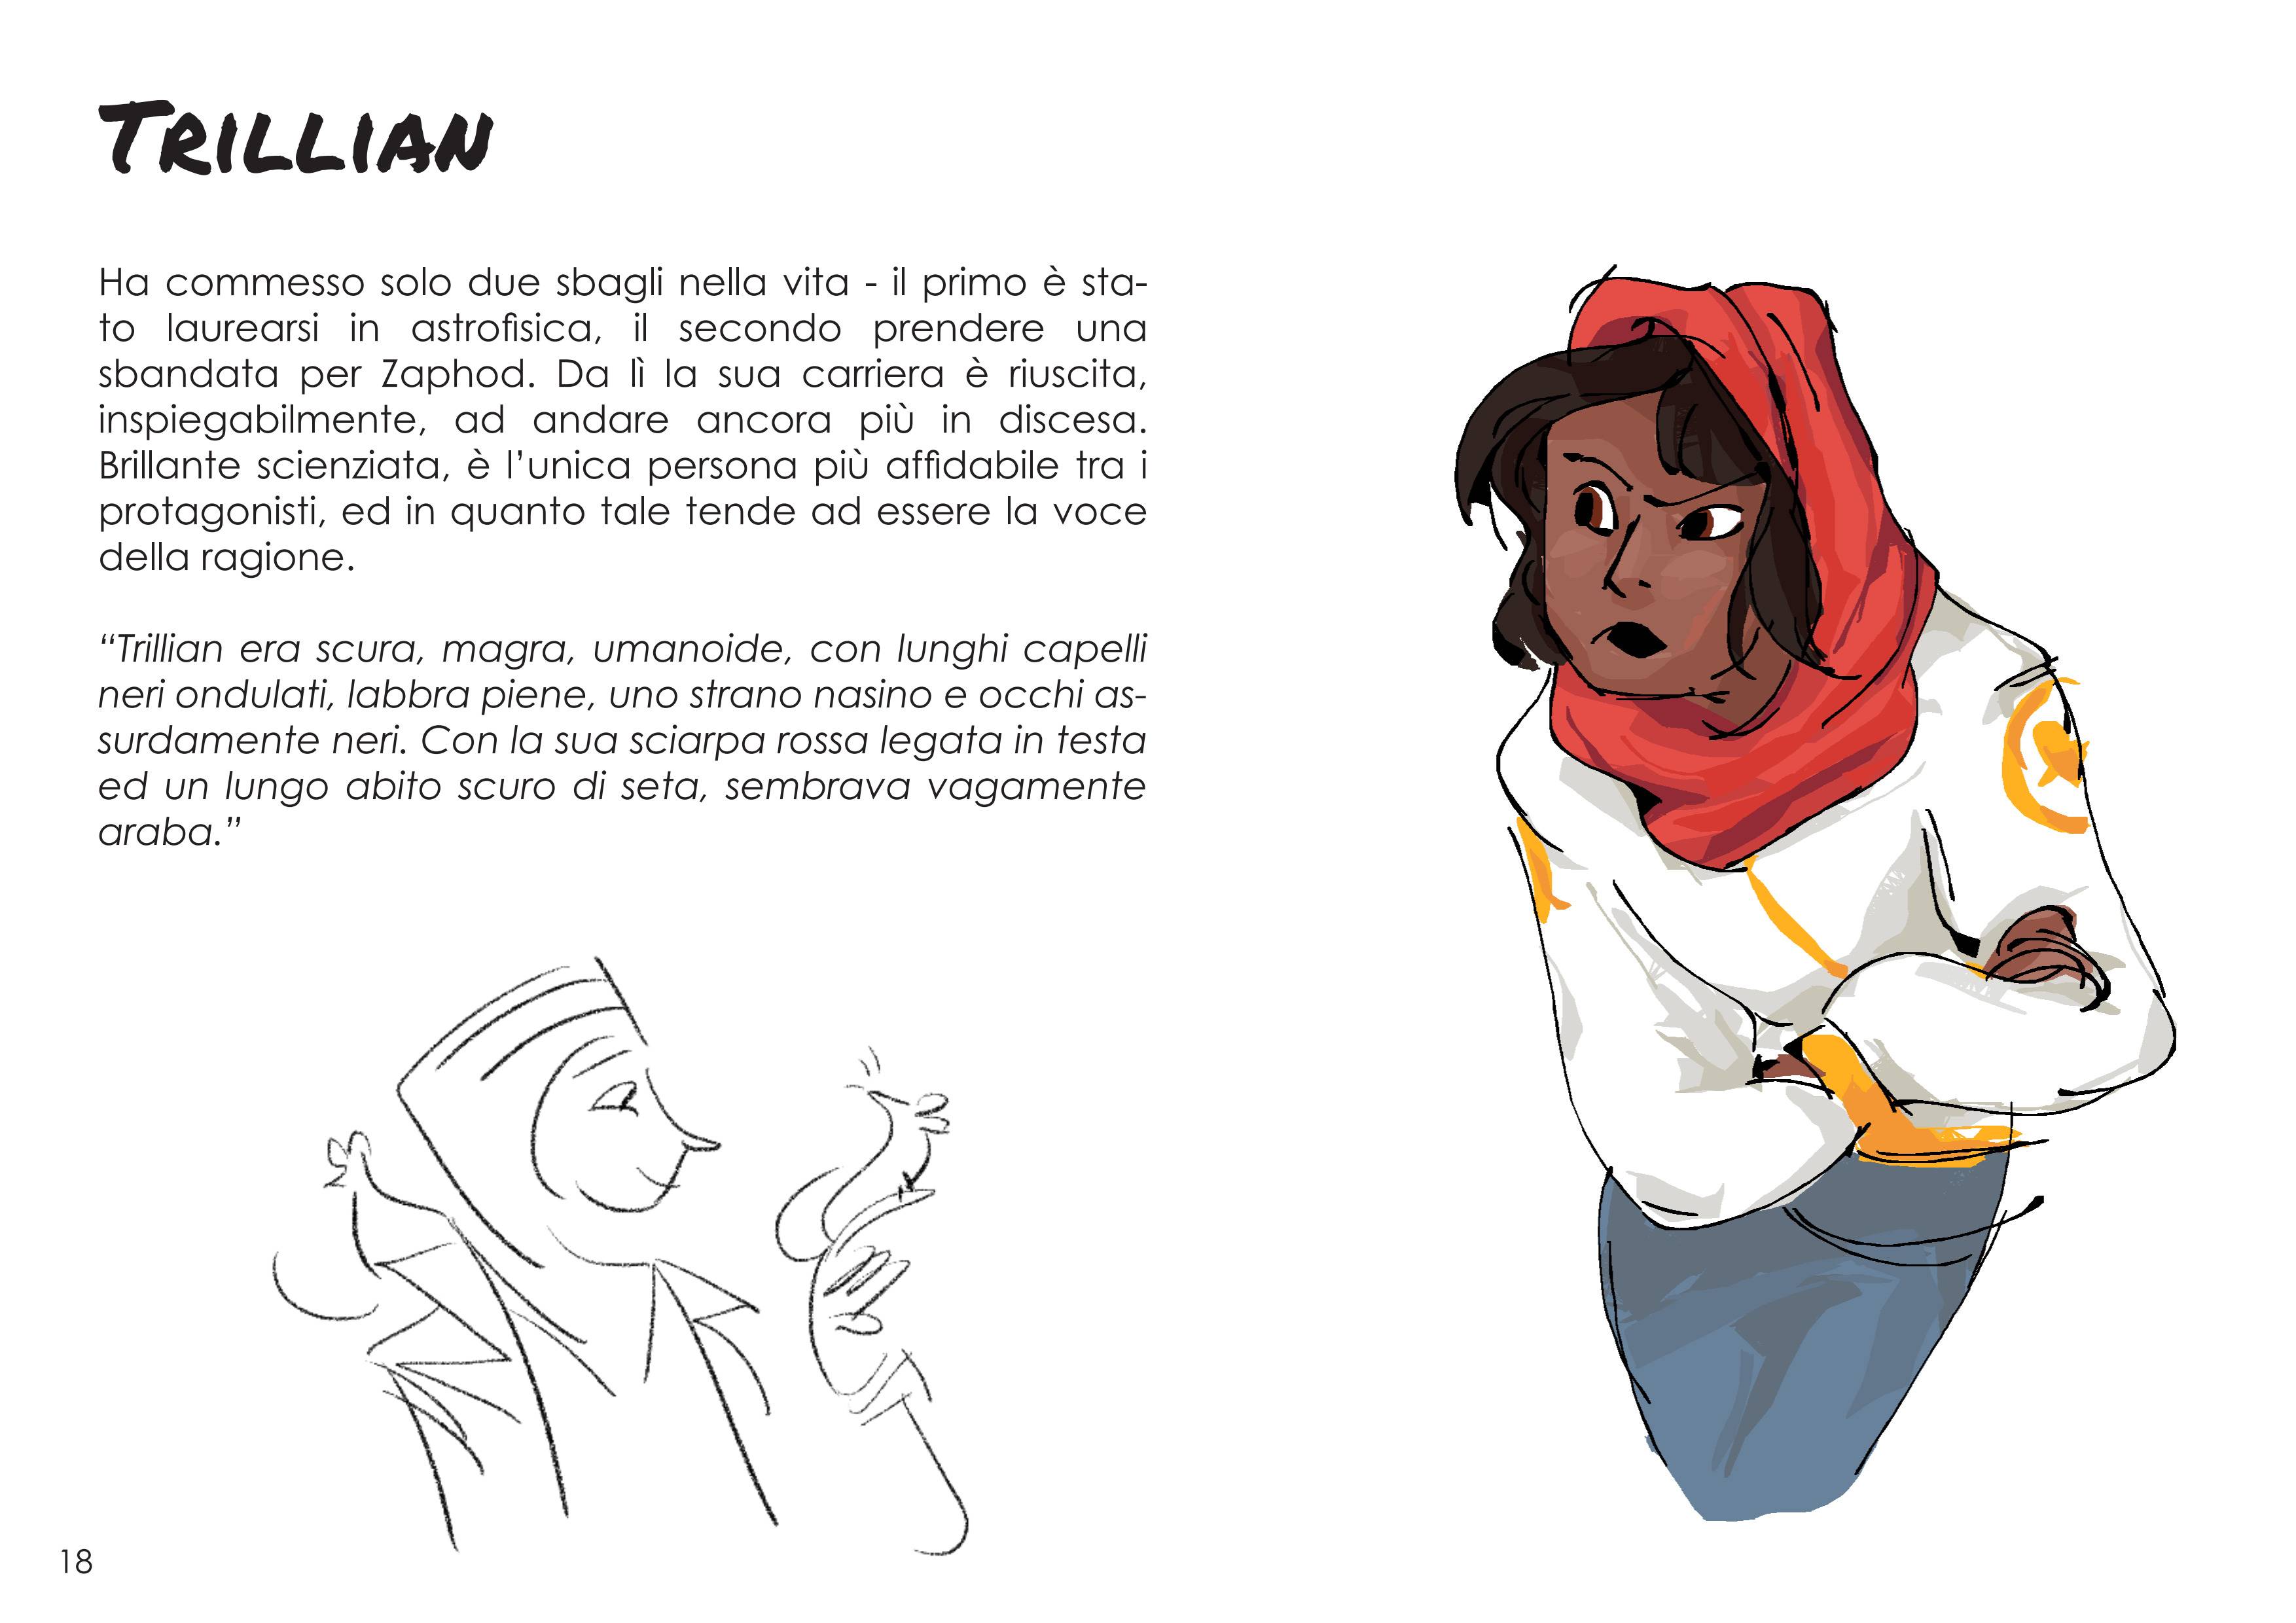 TRILLIAN
Ha commesso solo due sbagli nella vita - il primo è sta-
to laurearsi in astrofisica, il secondo prendere una
sbandata per Zaphod. Da lì la sua carriera è riuscita,
inspiegabilmente, ad andare ancora più in discesa.
Brillante scienziata, è l’unica persona più affidabile tra i
protagonisti, ed in quanto tale tende ad essere la voce
della ragione.
“Trillian era scura, magra, umanoide, con lunghi capelli
neri ondulati, labbra piene, uno strano nasino e occhi as-
surdamente neri. Con la sua sciarpa rossa legata in testa
ed un lungo abito scuro di seta, sembrava vagamente
araba.”
18